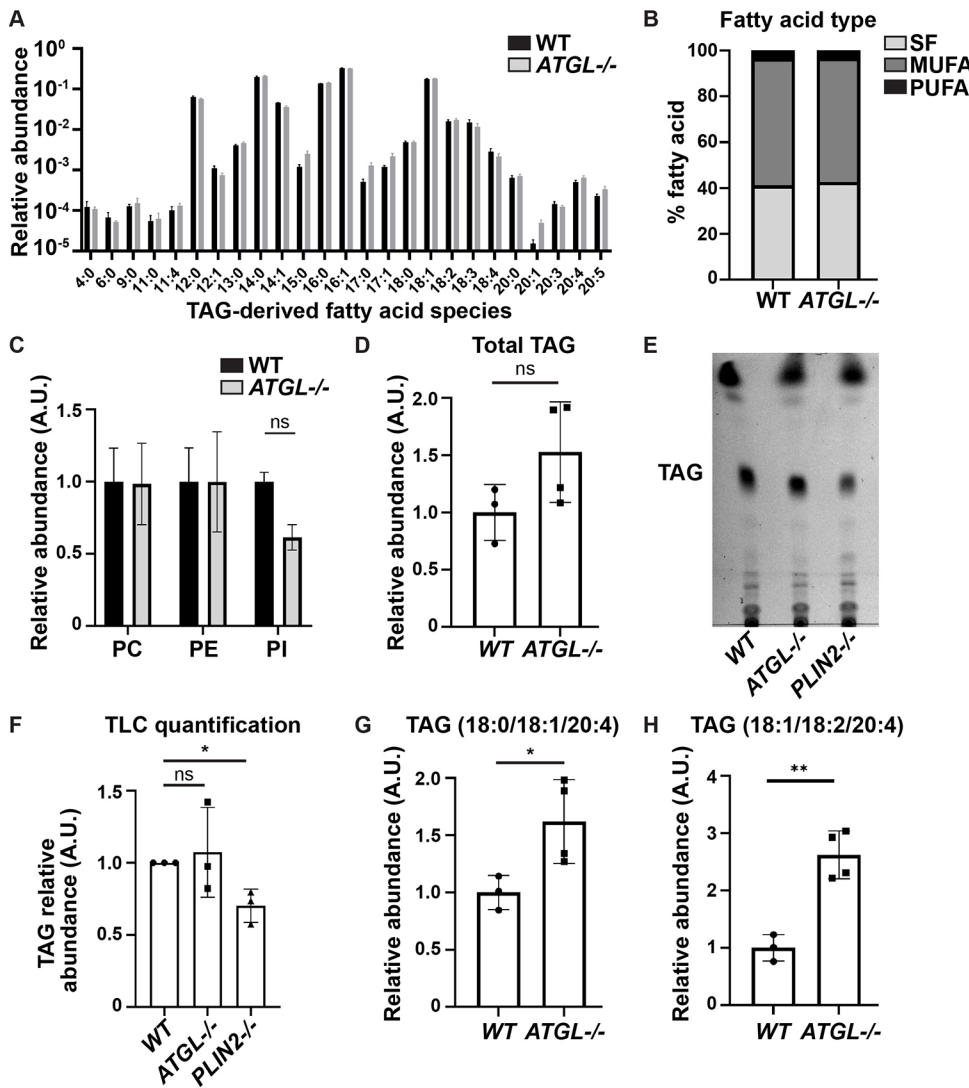 A
WT
ATGL-/-
Relative abundance
10⁰
10⁻¹
10⁻²
10⁻³
10⁻⁴
10⁻⁵
4:0 6:0 9:0 11:0 11:4 12:0 12:1 13:0 14:0 14:1 15:0 16:0 16:1 17:0 17:1 18:0 18:1 18:2 18:3 18:4 20:0 20:1 20:3 20:4 20:5
TAG-derived fatty acid species
B
Fatty acid type
SF
MUFA
PUFA
% fatty acid
100
80
60
40
20
0
WT ATGL-/-
C
WT
ATGL-/-
Relative abundance (A.U.)
1.5
1.0
0.5
0
ns
PC PE PI
D
Total TAG
ns
Relative abundance (A.U.)
2.0
1.5
1.0
0.5
0
WT ATGL-/-
E
TAG
WT ATGL-/- PLIN2-/-
F
TLC quantification
*
ns
TAG relative
abundance (A.U.)
1.5
1.0
0.5
0
WT ATGL-/- PLIN2-/-
G
TAG (18:0/18:1/20:4)
*
Relative abundance (A.U.)
2.0
1.5
1.0
0.5
0
WT ATGL-/-
H
TAG (18:1/18:2/20:4)
**
Relative abundance (A.U.)
4
3
2
1
0
WT ATGL-/-